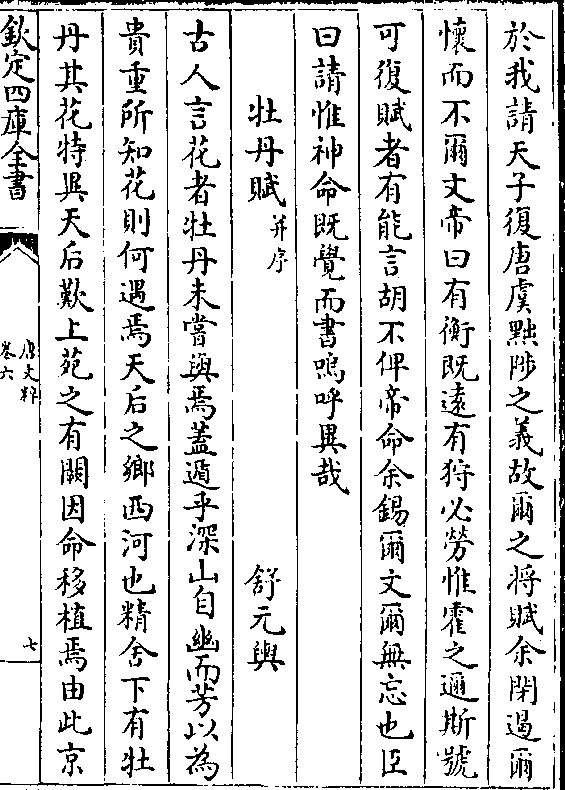 於我請天子復唐虞黜陟之義故爾之將賦余閉遏爾
懷而不爾丈帝曰有衡既遠有狩必勞惟霍之邇斯號
可復賦者有能言胡不俾帝命余錫爾文爾無忘也臣
曰請惟神命既覺而書嗚呼異哉
牡丹賦并序
舒元輿
古人言花者牡丹未嘗與焉蓋遁乎深山自幽而芳以為
貴重所知花則何遇焉天后之鄉西河也精舍下有牡
丹其花特異天后歎上苑之有闕因命移植焉由此京
欽定四庫全書
唐文粹
卷六
七